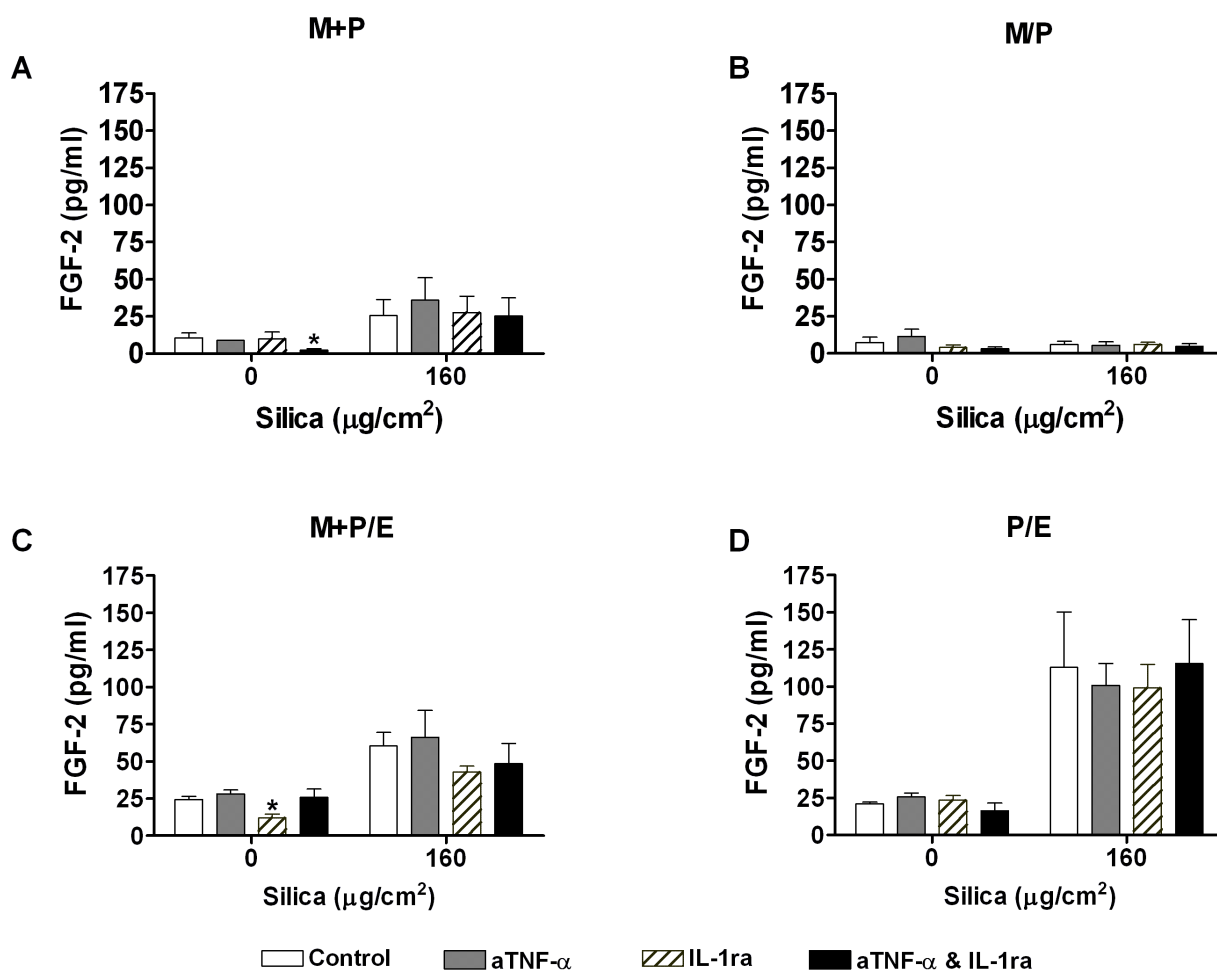 M+P
A
FGF-2 (pg/ml)
175
150
125
100
75
50
25
0
*
0 160
Silica (μg/cm²)
M/P
B
FGF-2 (pg/ml)
175
150
125
100
75
50
25
0
0 160
Silica (μg/cm²)
M+P/E
C
FGF-2 (pg/ml)
175
150
125
100
75
50
25
0
*
0 160
Silica (μg/cm²)
P/E
D
FGF-2 (pg/ml)
175
150
125
100
75
50
25
0
0 160
Silica (μg/cm²)
Control aTNF-α IL-1ra aTNF-α & IL-1ra